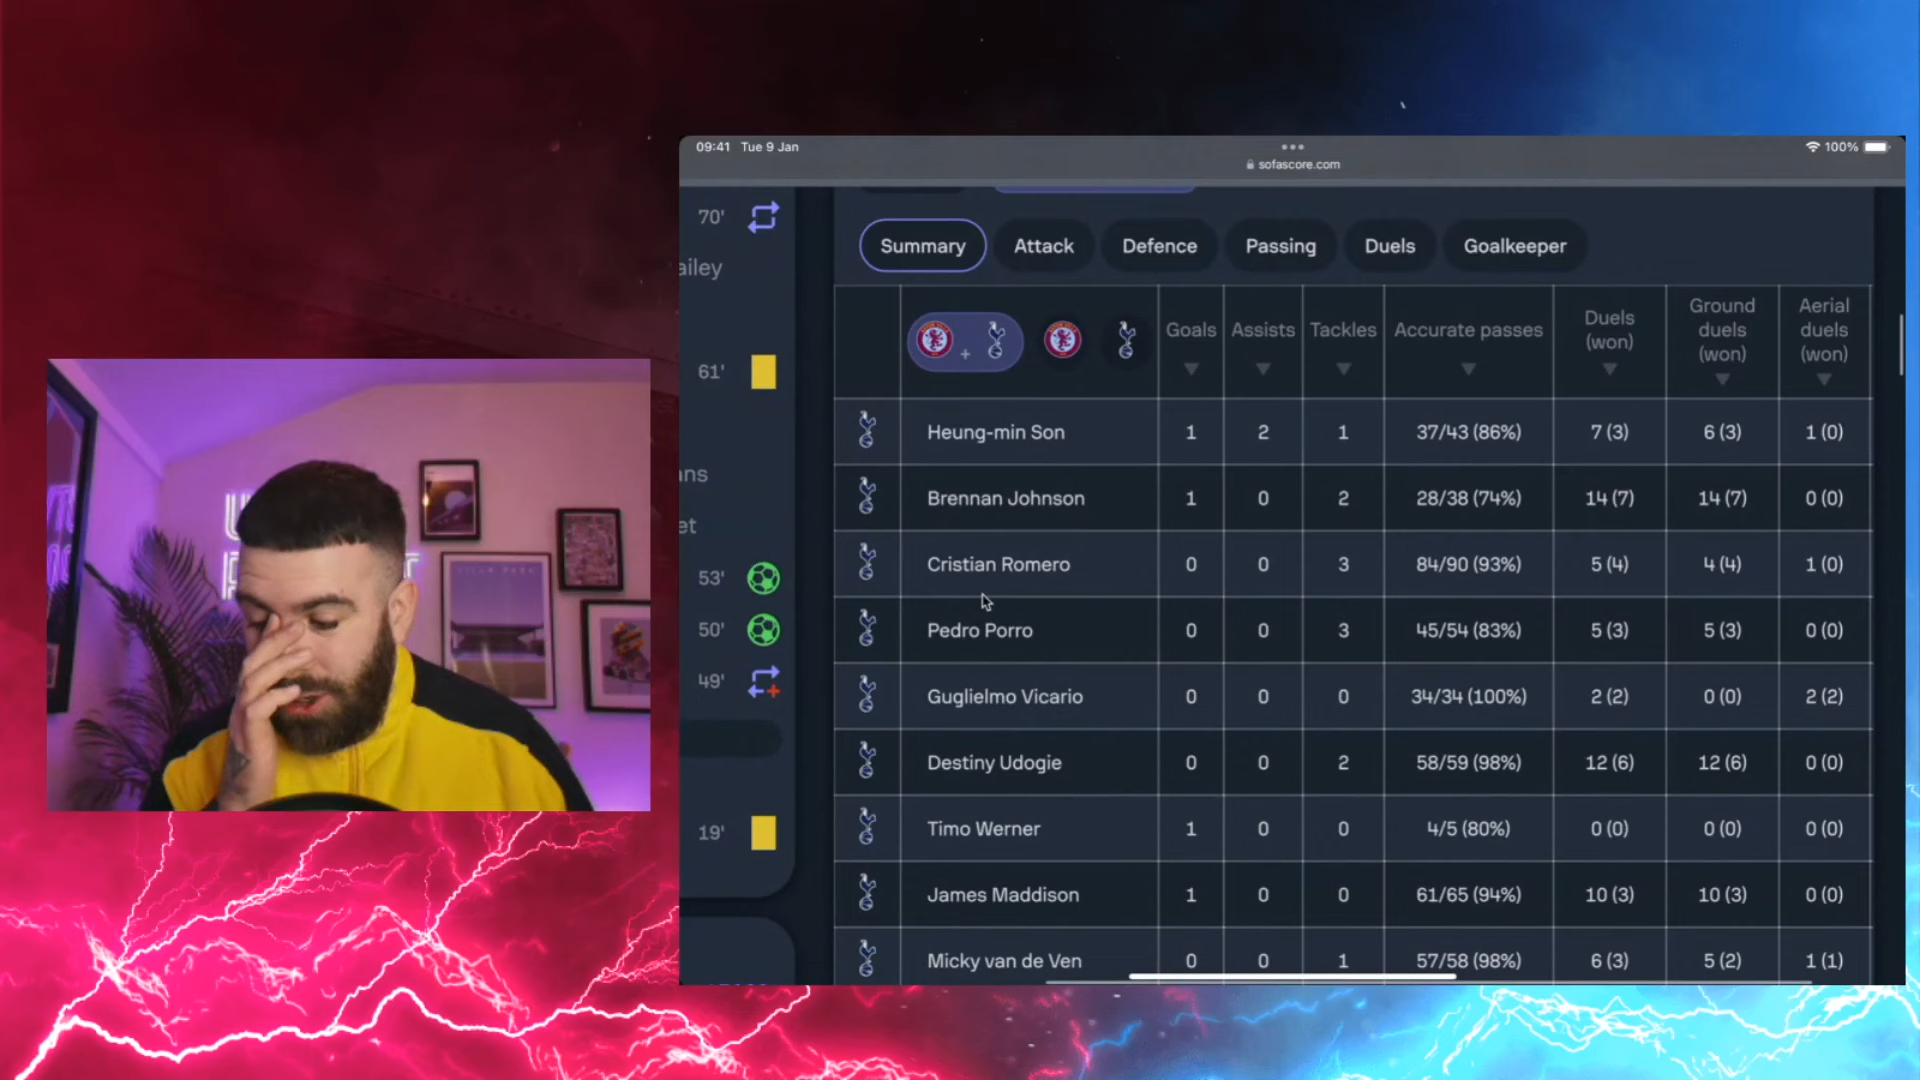 09:41 Tue 9 Jan
100%
sofascore.com
70'
ailey
61'
ns
et
53'
50'
49'
19'
Summary Attack Defence Passing Duels Goalkeeper
+ Goals Assists Tackles Accurate passes Duels (won) Ground duels (won) Aerial duels (won)
Heung-min Son 1 2 1 37/43 (86%) 7 (3) 6 (3) 1 (0)
Brennan Johnson 1 0 2 28/38 (74%) 14 (7) 14 (7) 0 (0)
Cristian Romero 0 0 3 84/90 (93%) 5 (4) 4 (4) 1 (0)
Pedro Porro 0 0 3 45/54 (83%) 5 (3) 5 (3) 0 (0)
Guglielmo Vicario 0 0 0 34/34 (100%) 2 (2) 0 (0) 2 (2)
Destiny Udogie 0 0 2 58/59 (98%) 12 (6) 12 (6) 0 (0)
Timo Werner 1 0 0 4/5 (80%) 0 (0) 0 (0) 0 (0)
James Maddison 1 0 0 61/65 (94%) 10 (3) 10 (3) 0 (0)
Micky van de Ven 0 0 1 57/58 (98%) 6 (3) 5 (2) 1 (1)